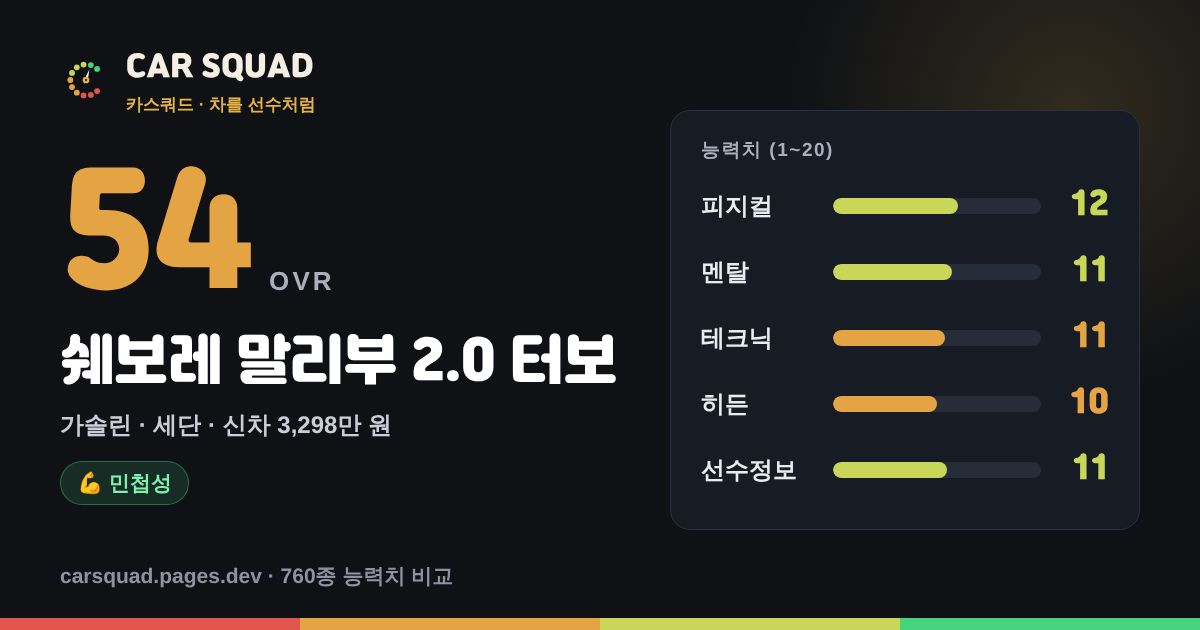 CAR SQUAD
카스쿼드 · 차를 선수처럼
54 OVR
쉐보레 말리부 2.0 터보
가솔린 · 세단 · 신차 3,298만 원
💪 민첩성
carsquad.pages.dev · 760종 능력치 비교
능력치 (1~20)
피지컬 12
멘탈 11
테크닉 11
히든 10
선수정보 11